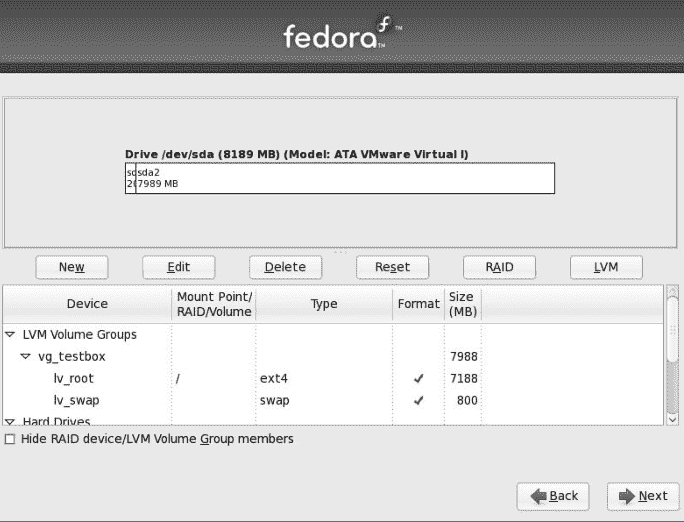 fedora™
Drive /dev/sda (8189 MB) (Model: ATA VMware Virtual I)
sda2
7989 MB
New Edit Delete Reset RAID LVM
Device Mount Point/ RAID/Volume Type Format Size (MB)
LVM Volume Groups
vg_testbox 7988
lv_root / ext4 7188
lv_swap swap 800
Hard Drives
Hide RAID device/LVM Volume Group members
Back Next